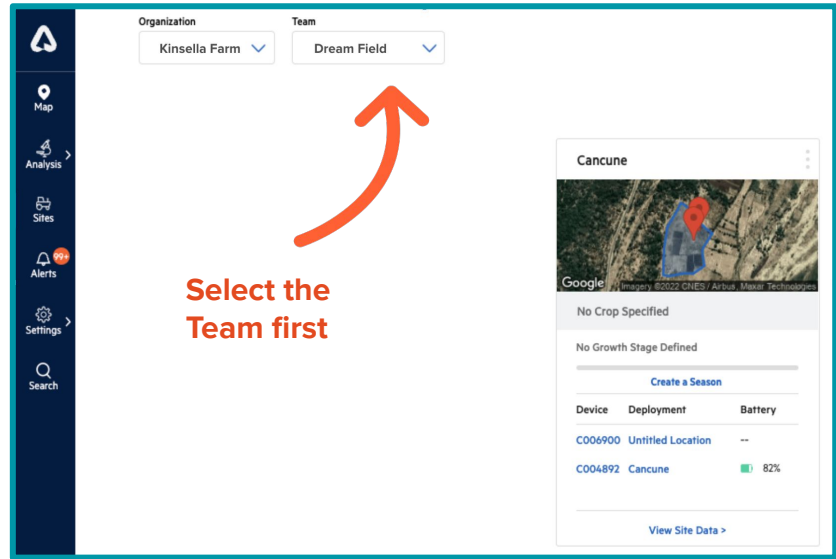 Organization
Team
Kinsella Farm
Dream Field
Map
Analysis
Sites
99+
Alerts
Settings
Search
Select the
Team first
Cancune
Google
Imagery ©2022 CNES / Airbus, Maxar Technologies
No Crop Specified
No Growth Stage Defined
Create a Season
Device Deployment Battery
C006900 Untitled Location --
C004892 Cancune 82%
View Site Data >